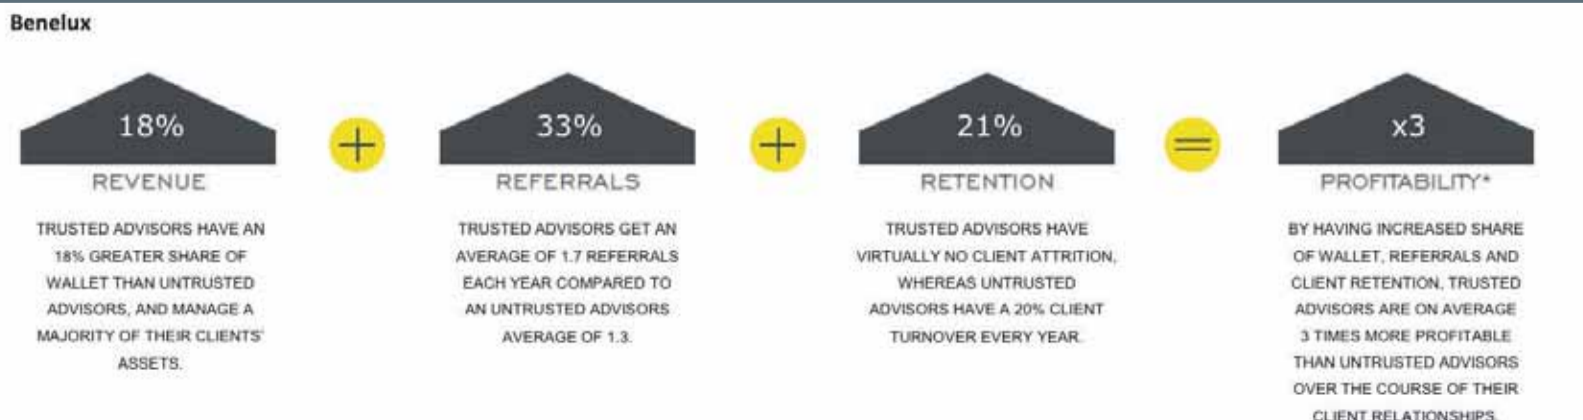 Benelux
18%
REVENUE
TRUSTED ADVISORS HAVE AN
18% GREATER SHARE OF
WALLET THAN UNTRUSTED
ADVISORS, AND MANAGE A
MAJORITY OF THEIR CLIENTS'
ASSETS.
+
33%
REFERRALS
TRUSTED ADVISORS GET AN
AVERAGE OF 1.7 REFERRALS
EACH YEAR COMPARED TO
AN UNTRUSTED ADVISORS
AVERAGE OF 1.3.
+
21%
RETENTION
TRUSTED ADVISORS HAVE
VIRTUALLY NO CLIENT ATTRITION,
WHEREAS UNTRUSTED
ADVISORS HAVE A 20% CLIENT
TURNOVER EVERY YEAR.
=
x3
PROFITABILITY*
BY HAVING INCREASED SHARE
OF WALLET, REFERRALS AND
CLIENT RETENTION, TRUSTED
ADVISORS ARE ON AVERAGE
3 TIMES MORE PROFITABLE
THAN UNTRUSTED ADVISORS
OVER THE COURSE OF THEIR
CLIENT RELATIONSHIPS.